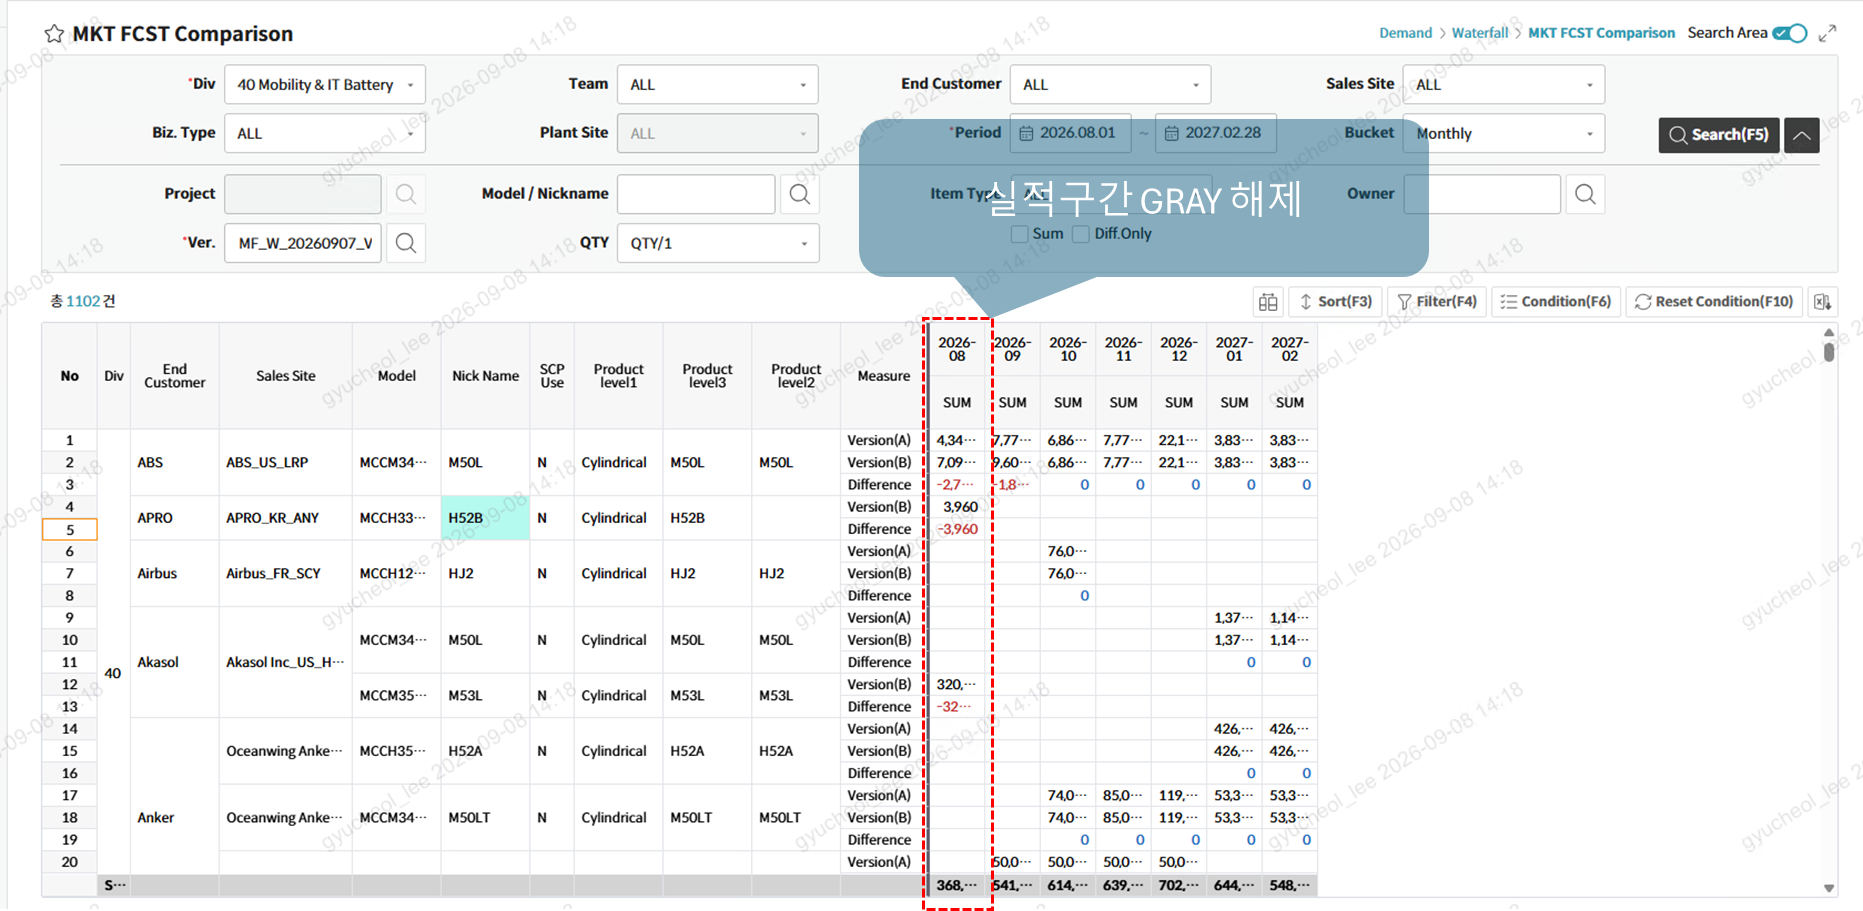 MKT FCST Comparison
Demand > Waterfall > MKT FCST Comparison Search Area
*Div 40 Mobility & IT Battery Team ALL End Customer ALL Sales Site ALL
Biz. Type ALL Plant Site ALL *Period 2026.08.01 ~ 2027.02.28 Bucket Monthly Search(F5)
Project Model / Nickname Item Type ALL Owner
실적구간 GRAY 해제
*Ver. MF_W_20260907_V QTY QTY/1 Sum Diff.Only
총 1102 건 Sort(F3) Filter(F4) Condition(F6) Reset Condition(F10)
No Div End Customer Sales Site Model Nick Name SCP Use Product level1 Product level3 Product level2 Measure 2026-08 2026-09 2026-10 2026-11 2026-12 2027-01 2027-02
SUM SUM SUM SUM SUM SUM SUM
1 Version(A) 4,34··· 7,77··· 6,86··· 7,77··· 22,1··· 3,83··· 3,83···
2 ABS ABS_US_LRP MCCM34··· M50L N Cylindrical M50L M50L Version(B) 7,09··· 9,60··· 6,86··· 7,77··· 22,1··· 3,83··· 3,83···
3 Difference -2,7··· -1,8··· 0 0 0 0 0
4 Version(B) 3,960
APRO APRO_KR_ANY MCCH33··· H52B N Cylindrical H52B
5 Difference -3,960
6 Version(A) 76,0···
7 Airbus Airbus_FR_SCY MCCH12··· HJ2 N Cylindrical HJ2 HJ2 Version(B) 76,0···
8 Difference 0
9 Version(A) 1,37··· 1,14···
10 MCCM34··· M50L N Cylindrical M50L M50L Version(B) 1,37··· 1,14···
11 Akasol Akasol Inc_US_H··· Difference 0 0
40
12 Version(B) 320,···
MCCM35··· M53L N Cylindrical M53L M53L
13 Difference -32···
14 Version(A) 426,··· 426,···
15 Oceanwing Anke··· MCCH35··· H52A N Cylindrical H52A H52A Version(B) 426,··· 426,···
16 Difference 0 0
17 Version(A) 74,0··· 85,0··· 119,··· 53,3··· 53,3···
18 Anker Oceanwing Anke··· MCCM34··· M50LT N Cylindrical M50LT M50LT Version(B) 74,0··· 85,0··· 119,··· 53,3··· 53,3···
19 Difference 0 0 0 0 0
20 Version(A) 50,0··· 50,0··· 50,0··· 50,0···
S··· 368,··· 541,··· 614,··· 639,··· 702,··· 644,··· 548,···
gyucheol_lee 2026-09-08 14:18